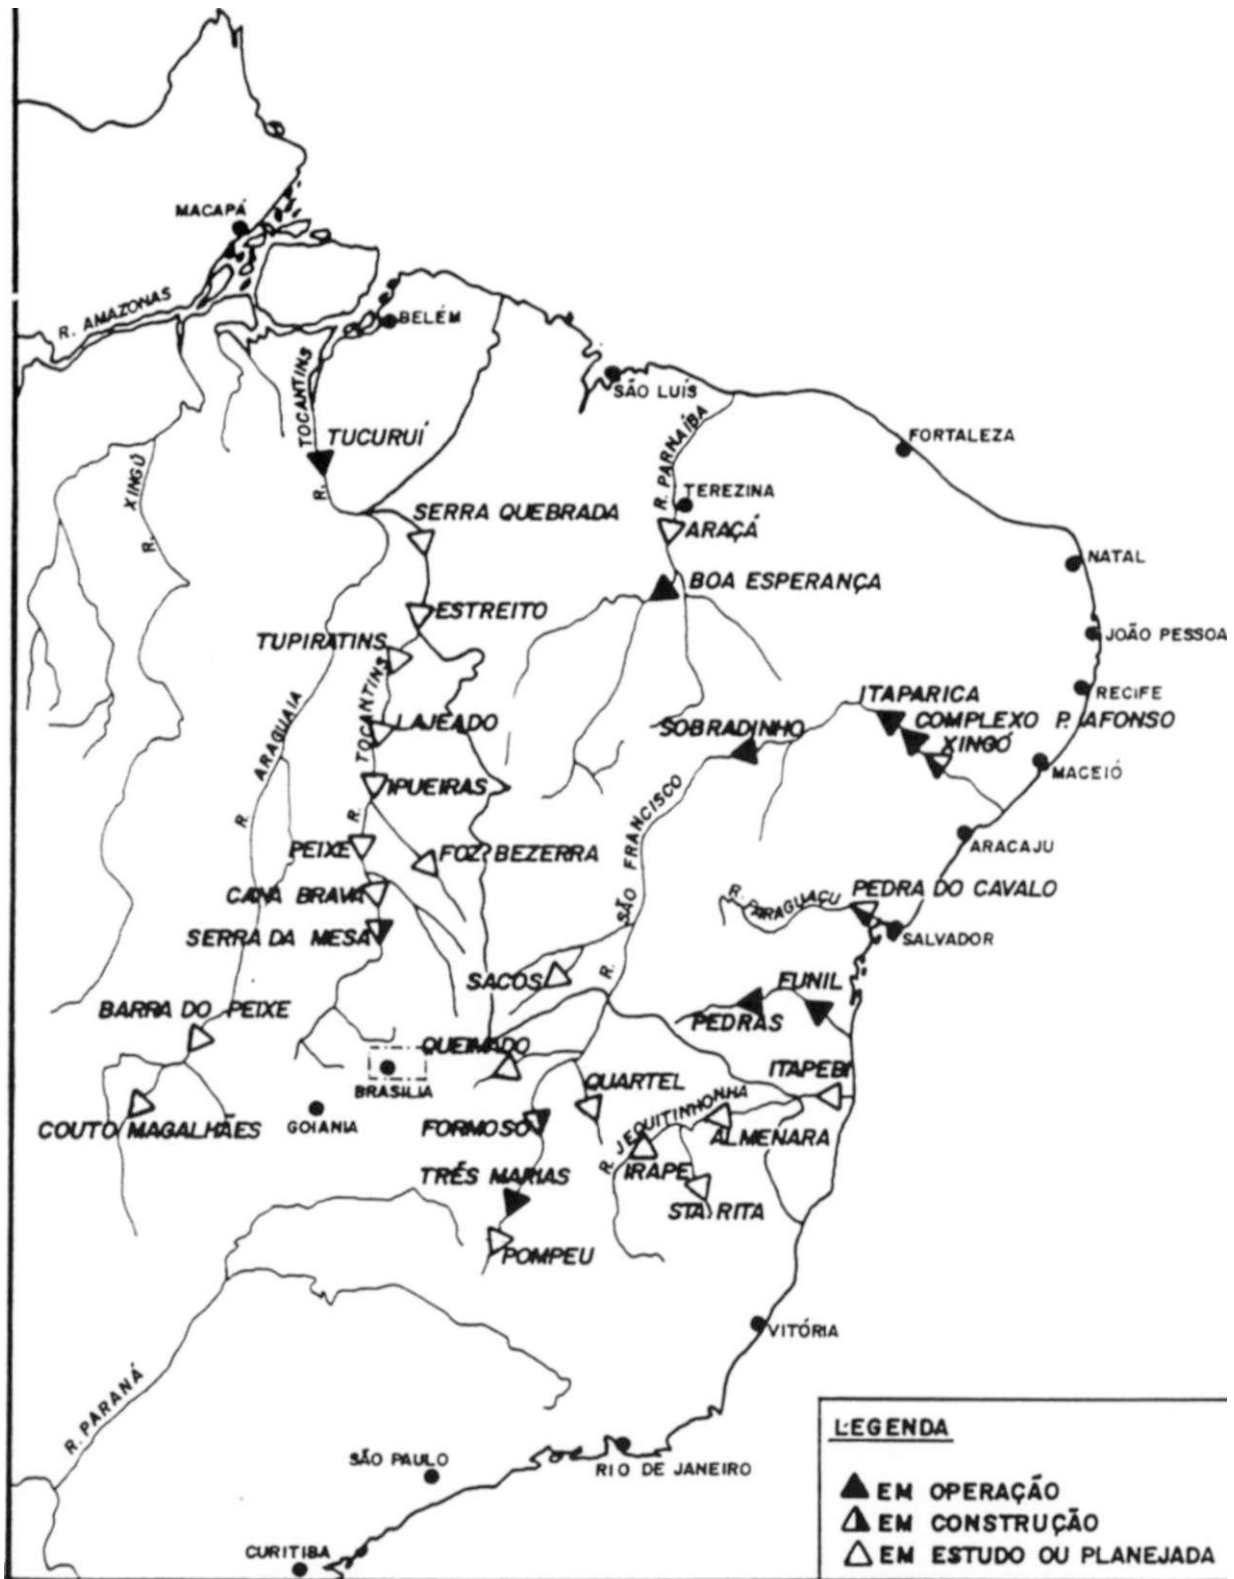 MACAPÁ
R. AMAZONAS
BELÉM
TOCANTINS
R.
SÃO LUÍS
TUCURUÍ
R. PARNAÍBA
FORTALEZA
XINGÚ
R.
TEREZINA
SERRA QUEBRADA
ARAÇÁ
NATAL
BOA ESPERANÇA
ESTREITO
JOÃO PESSOA
TUPIRATINS
TOCANTINS
R.
ITAPARICA
RECIFE
ARAGUAIA
R.
LAJEADO
SOBRADINHO
COMPLEXO P. AFONSO
XINGÓ
MACEIÓ
IPUEIRAS
SÃO FRANCISCO
R.
PEIXE
FOZ? BEZERRA
ARACAJU
CANA BRAVA
R. PARAGUAÇU
PEDRA DO CAVALO
SERRA DA MESA
SALVADOR
SACOS
FUNIL
BARRA DO PEIXE
PEDRAS
QUEIMADO
ITAPEBI
BRASILIA
QUARTEL
COUTO MAGALHÃES
GOIANIA
FORMOSO
R. JEQUITINHONHA
ALMENARA
TRÊS MARIAS
IRAPE
STA RITA
POMPEU
VITÓRIA
R. PARANÁ
SÃO PAULO
RIO DE JANEIRO
CURITIBA
LEGENDA
EM OPERAÇÃO
EM CONSTRUÇÃO
EM ESTUDO OU PLANEJADA